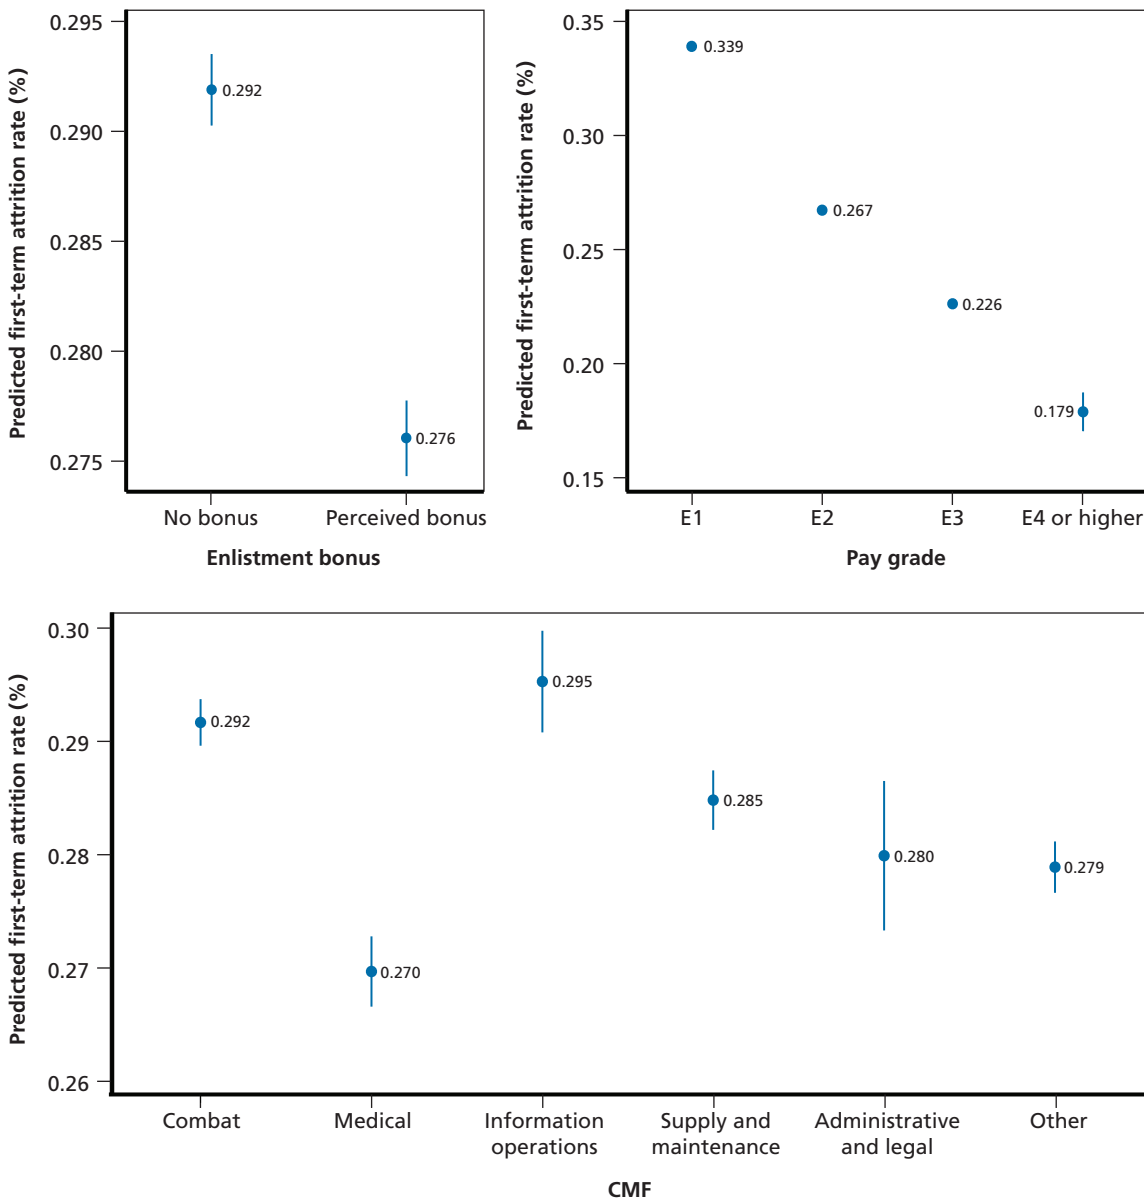 Predicted first-term attrition rate (%)
0.295
0.290
0.285
0.280
0.275
0.292
0.276
No bonus
Perceived bonus
Enlistment bonus
Predicted first-term attrition rate (%)
0.35
0.30
0.25
0.20
0.15
0.339
0.267
0.226
0.179
E1
E2
E3
E4 or higher
Pay grade
Predicted first-term attrition rate (%)
0.30
0.29
0.28
0.27
0.26
0.292
0.270
0.295
0.285
0.280
0.279
Combat
Medical
Information
operations
Supply and
maintenance
Administrative
and legal
Other
CMF